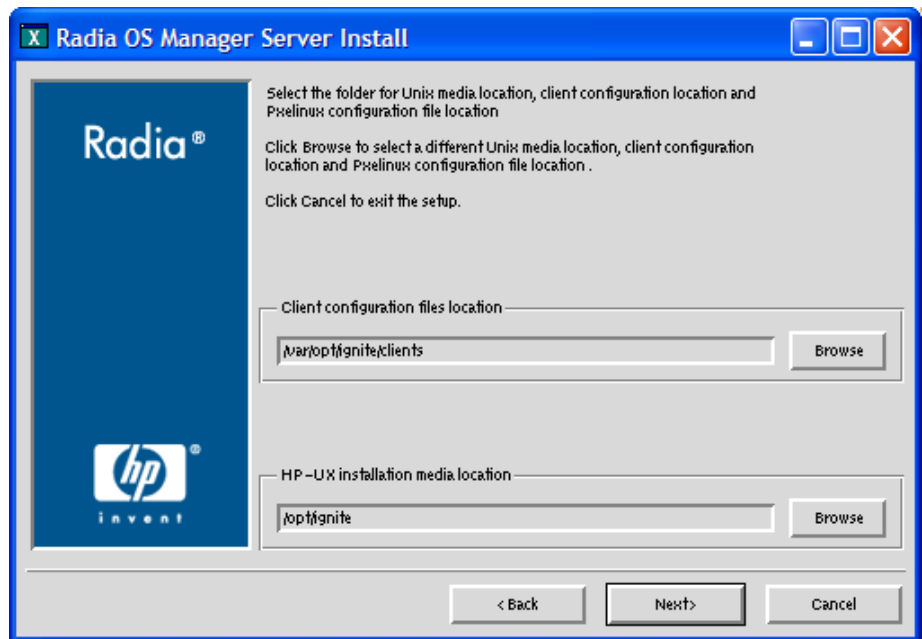 X Radia OS Manager Server Install
Select the folder for Unix media location, client configuration location and
Pxelinux configuration file location
Radia®
Click Browse to select a different Unix media location, client configuration
location and Pxelinux configuration file location .
Click Cancel to exit the setup.
Client configuration files location
/var/opt/ignite/clients
Browse
hp®
invent
HP-UX installation media location
/opt/ignite
Browse
< Back
Next>
Cancel